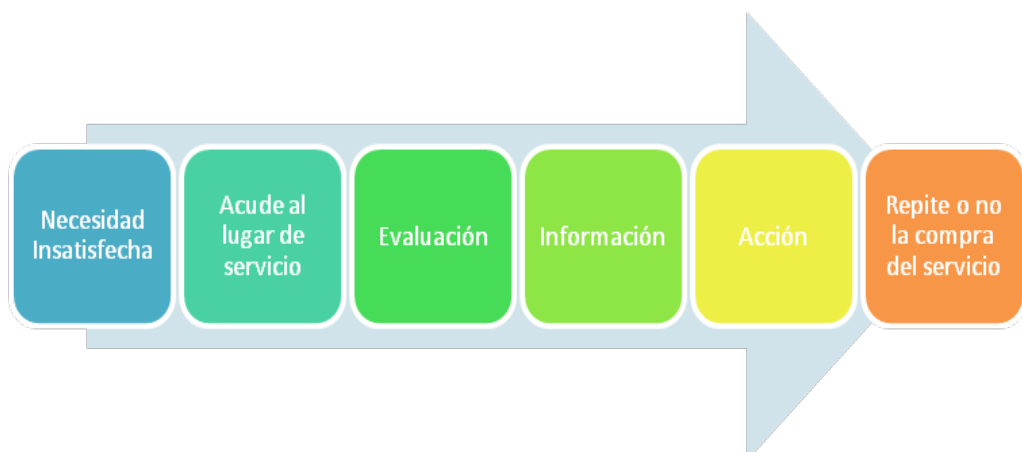 Necesidad
Insatisfecha
Acude al
lugar de
servicio
Evaluación
Información
Acción
Repite o no
la compra
del servicio